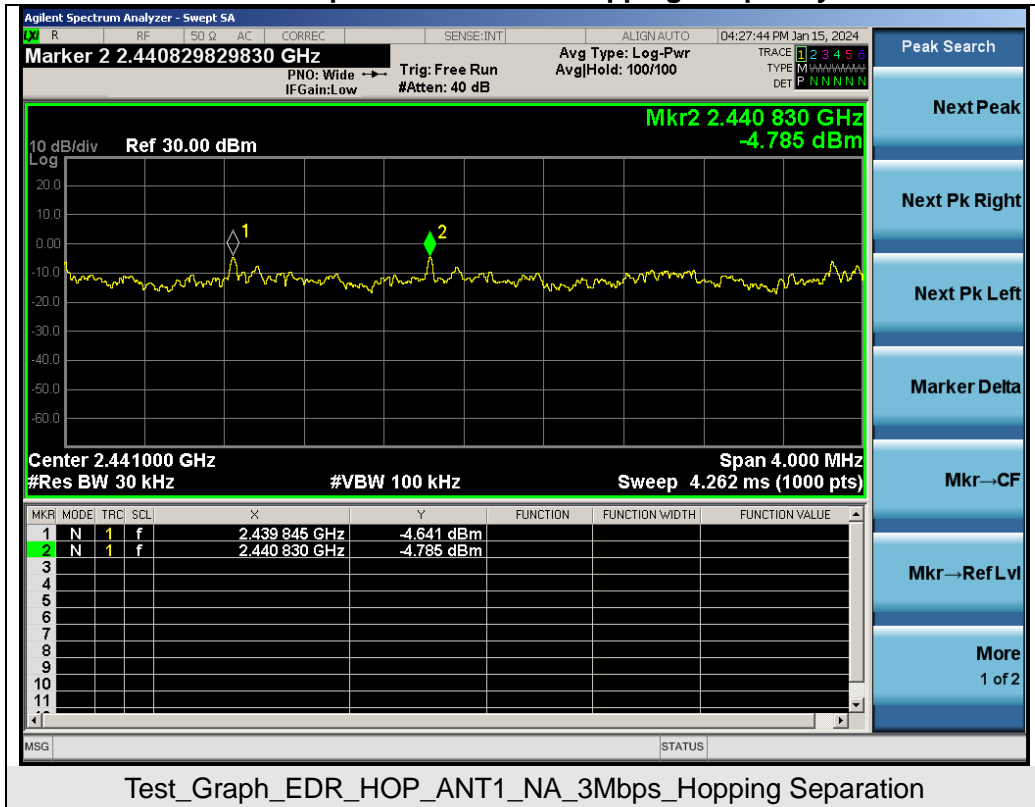 Agilent Spectrum Analyzer - Swept SA
LXI R RF 50 Ω AC CORREC SENSE:INT ALIGN AUTO 04:27:44 PM Jan 15, 2024
Marker 2 2.440829829830 GHz
PNO: Wide
IFGain:Low
Trig: Free Run
#Atten: 40 dB
Avg Type: Log-Pwr
Avg|Hold: 100/100
TRACE 1 2 3 4 5 6
TYPE M
DET P N N N N N
Peak Search
Next Peak
Next Pk Right
Next Pk Left
Marker Delta
Mkr→CF
Mkr→Ref Lvl
More
1 of 2
Mkr2 2.440 830 GHz
-4.785 dBm
10 dB/div Ref 30.00 dBm
Log
20.0
10.0
0.00
-10.0
-20.0
-30.0
-40.0
-50.0
-60.0
1
2
Center 2.441000 GHz Span 4.000 MHz
#Res BW 30 kHz #VBW 100 kHz Sweep 4.262 ms (1000 pts)
MKR MODE TRC SCL X Y FUNCTION FUNCTION WIDTH FUNCTION VALUE
1 N 1 f 2.439 845 GHz -4.641 dBm
2 N 1 f 2.440 830 GHz -4.785 dBm
3
4
5
6
7
8
9
10
11
MSG STATUS
Test_Graph_EDR_HOP_ANT1_NA_3Mbps_Hopping Separation